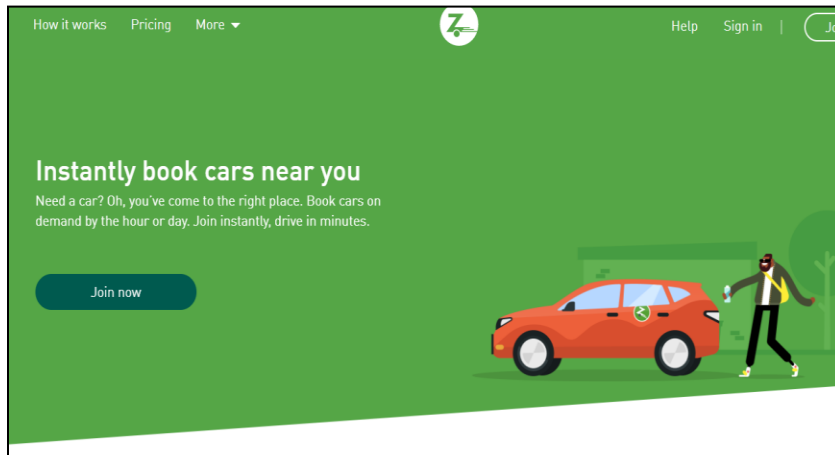 How it works Pricing More
Help Sign in | Jo
Instantly book cars near you
Need a car? Oh, you've come to the right place. Book cars on
demand by the hour or day. Join instantly, drive in minutes.
Join now